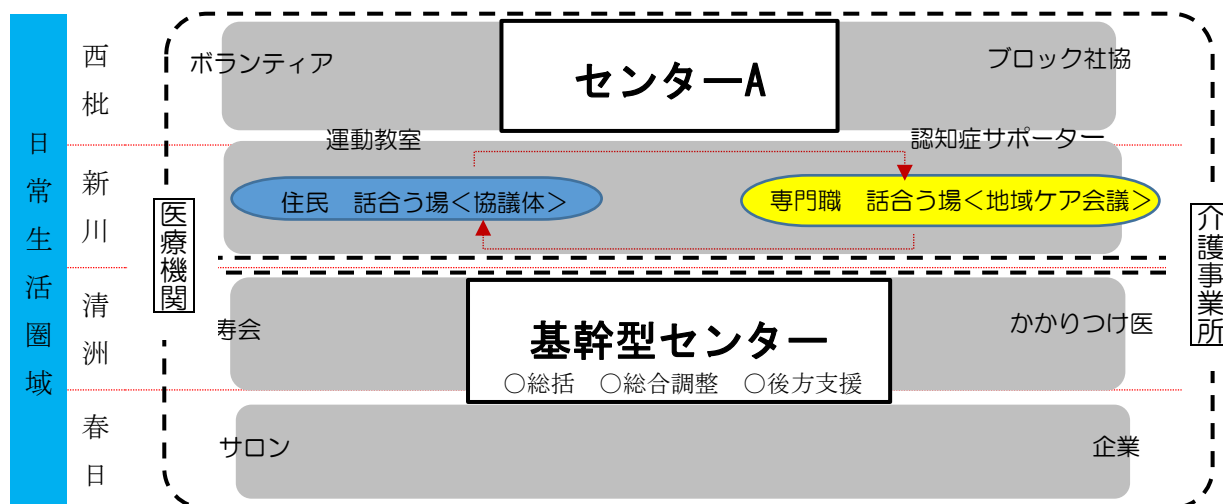 日常生活圏域
西枇
新川
清洲
春日
ボランティア
センターA
ブロック社協
運動教室
認知症サポーター
住民　話合う場＜協議体＞
専門職　話合う場＜地域ケア会議＞
医療機関
介護事業所
寿会
基幹型センター
○総括　○総合調整　○後方支援
かかりつけ医
サロン
企業